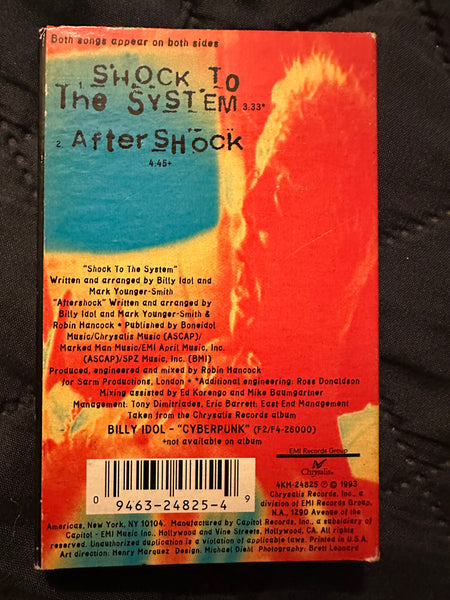 Both songs appear on both sides
1. SHOCK TO
The SYSTEM 3:33*
2. AfterSHOCK
4:45+
"Shock To The System"
Written and arranged by Billy Idol and
Mark Younger-Smith
"Aftershock" Written and arranged by
Billy Idol and Mark Younger-Smith &
Robin Hancock • Published by Boneidol
Music/Chrysalis Music (ASCAP)/
Marked Man Music/EMI April Music, Inc.
(ASCAP)/SPZ Music, Inc. (BMI)
Produced, engineered and mixed by Robin Hancock
for Sarm Productions, London • *Additional engineering: Ross Donaldson
Mixing assisted by Ed Korengo and Mike Baumgartner
Management: Tony Dimitriades, Eric Barrett: East End Management
Taken from the Chrysalis Records album
BILLY IDOL - "CYBERPUNK" (F2/F4-26000)
+not available on album
EMI Records Group
Chrysalis
0 9463-24825-4 9
4KM-24825 ℗ © 1993
Chrysalis Records, Inc., a
division of EMI Records Group,
N.A., 1290 Avenue of the
Americas, New York, NY 10104. Manufactured by Capitol Records, Inc., a subsidiary of
Capitol - EMI Music Inc., Hollywood and Vine Streets, Hollywood, CA. All rights
reserved. Unauthorized duplication is a violation of applicable laws. Printed in U.S.A.
Art direction: Henry Marquez Design: Michael Diehl Photography: Brett Leonard